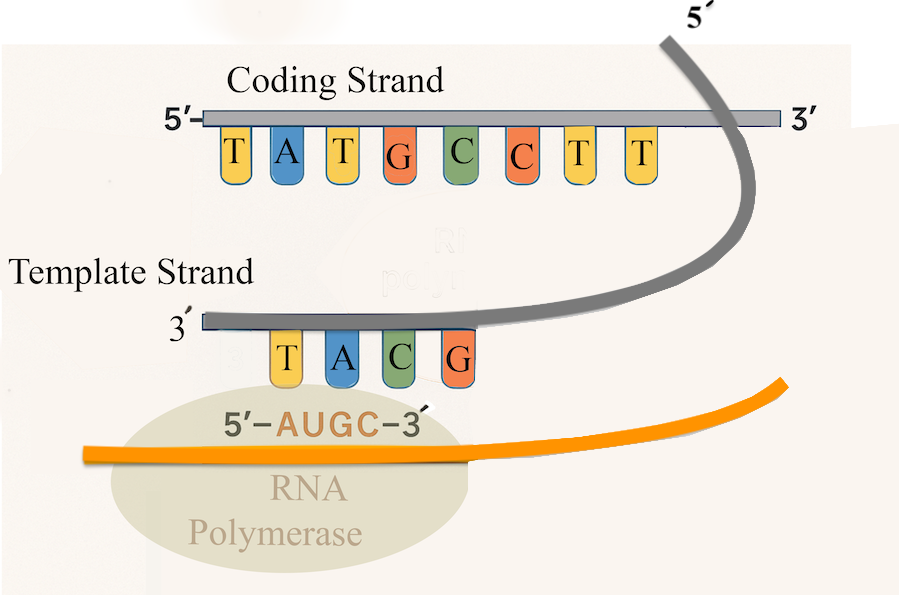 5′
Coding Strand
5′- 3′
T A T G C C T T
Template Strand
3′
T A C G
5′–AUGC–3′
RNA
Polymerase